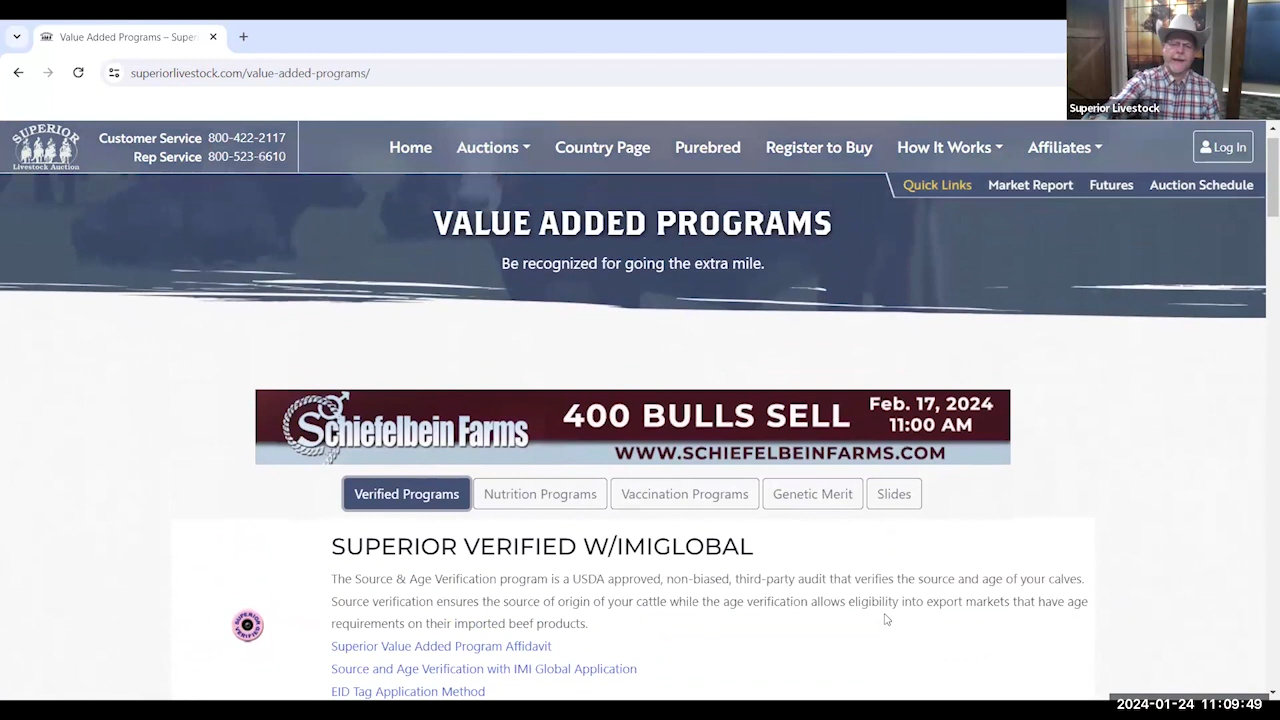 Value Added Programs – Super
superiorlivestock.com/value-added-programs/
Superior Livestock
SUPERIOR
Livestock Auction
Customer Service 800-422-2117
Rep Service 800-523-6610
Home Auctions Country Page Purebred Register to Buy How It Works Affiliates
Log In
Quick Links Market Report Futures Auction Schedule
VALUE ADDED PROGRAMS
Be recognized for going the extra mile.
Schiefelbein Farms
400 BULLS SELL
Feb. 17, 2024
11:00 AM
WWW.SCHIEFELBEINFARMS.COM
Verified Programs Nutrition Programs Vaccination Programs Genetic Merit Slides
SUPERIOR VERIFIED W/IMIGLOBAL
The Source & Age Verification program is a USDA approved, non-biased, third-party audit that verifies the source and age of your calves.
Source verification ensures the source of origin of your cattle while the age verification allows eligibility into export markets that have age
requirements on their imported beef products.
SUPERIOR VERIFIED
Superior Value Added Program Affidavit
Source and Age Verification with IMI Global Application
EID Tag Application Method
2024-01-24 11:09:49